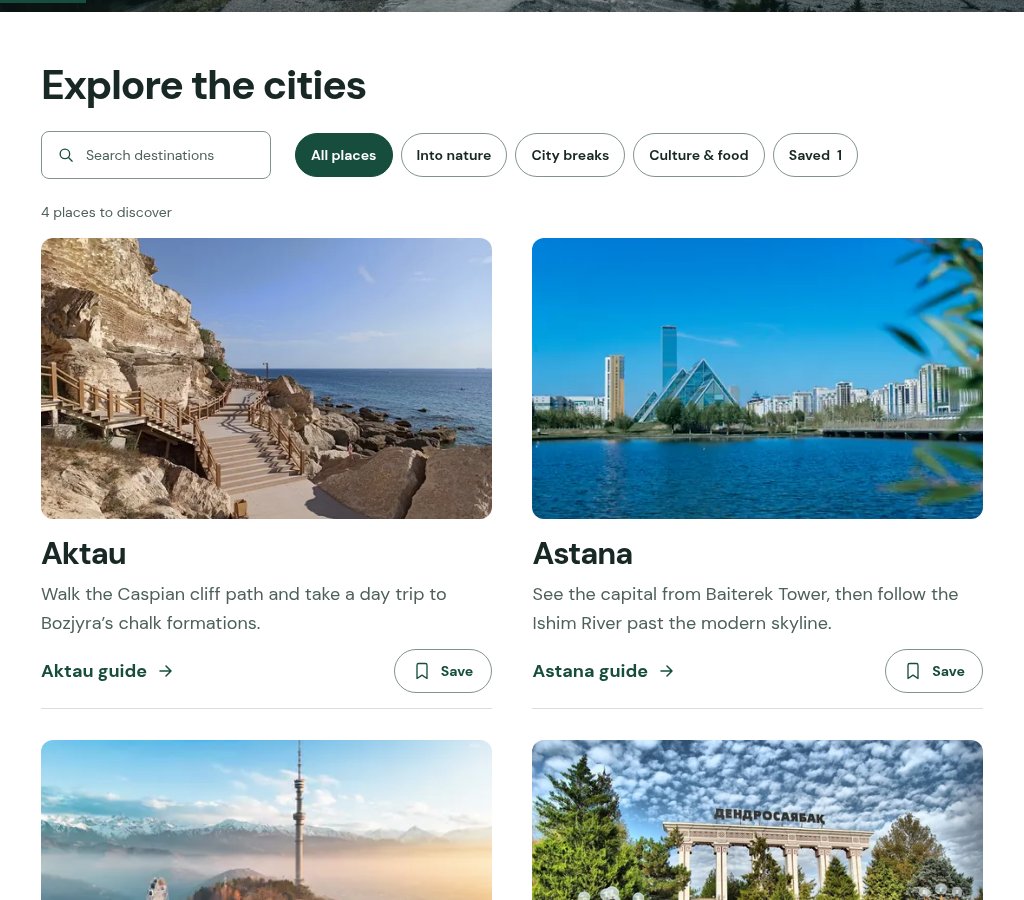 Explore the cities
Search destinations
All places
Into nature
City breaks
Culture & food
Saved 1
4 places to discover
Aktau
Walk the Caspian cliff path and take a day trip to
Bozjyra’s chalk formations.
Aktau guide →
Save
Astana
See the capital from Baiterek Tower, then follow the
Ishim River past the modern skyline.
Astana guide →
Save
ДЕНДРОСАЯБАҚ